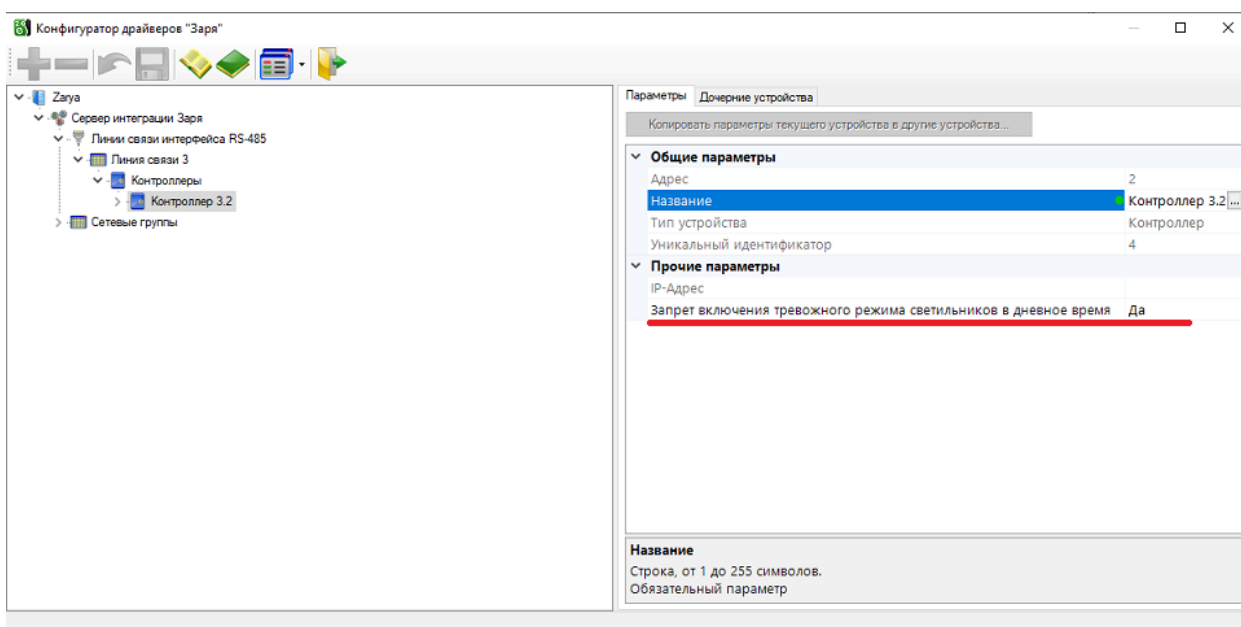 Конфигуратор драйверов "Заря"
Zarya
Сервер интеграции Заря
Линии связи интерфейса RS-485
Линия связи 3
Контроллеры
Контроллер 3.2
Сетевые группы
Параметры Дочерние устройства
Копировать параметры текущего устройства в другие устройства...
Общие параметры
Адрес 2
Название Контроллер 3.2 ...
Тип устройства Контроллер
Уникальный идентификатор 4
Прочие параметры
IP-Адрес
Запрет включения тревожного режима светильников в дневное время Да
Название
Строка, от 1 до 255 символов.
Обязательный параметр